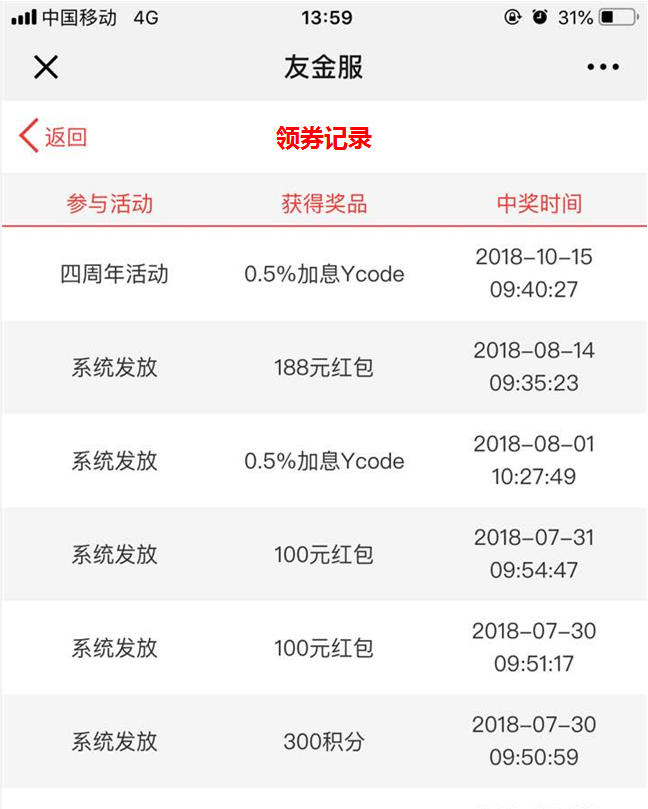 中国移动 4G 13:59 31%
友金服
返回 领券记录
参与活动 获得奖品 中奖时间
四周年活动 0.5%加息Ycode 2018-10-15
09:40:27
系统发放 188元红包 2018-08-14
09:35:23
系统发放 0.5%加息Ycode 2018-08-01
10:27:49
系统发放 100元红包 2018-07-31
09:54:47
系统发放 100元红包 2018-07-30
09:51:17
系统发放 300积分 2018-07-30
09:50:59